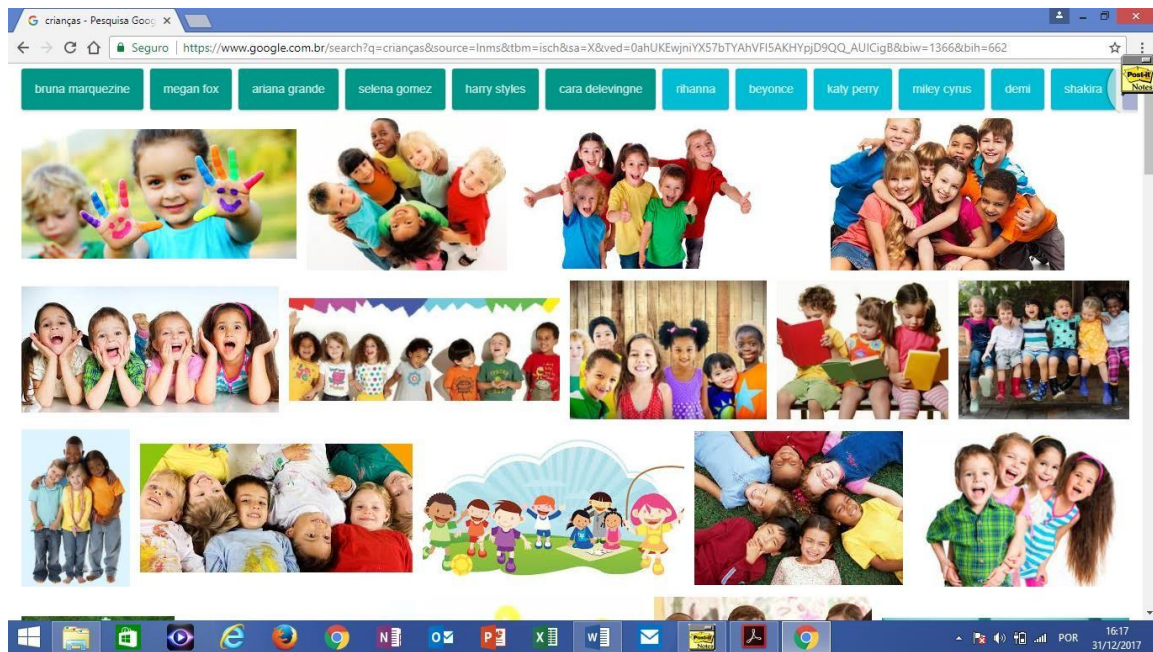 crianças - Pesquisa Goog
Seguro https://www.google.com.br/search?q=crianças&source=lnms&tbm=isch&sa=X&ved=0ahUKEwjniYX57bTYAhVFI5AKHYpjD9QQ_AUICigB&biw=1366&bih=662
Post-it
Notes
bruna marquezine megan fox ariana grande selena gomez harry styles cara delevingne rihanna beyonce katy perry miley cyrus demi shakira
POR
16:17
31/12/2017